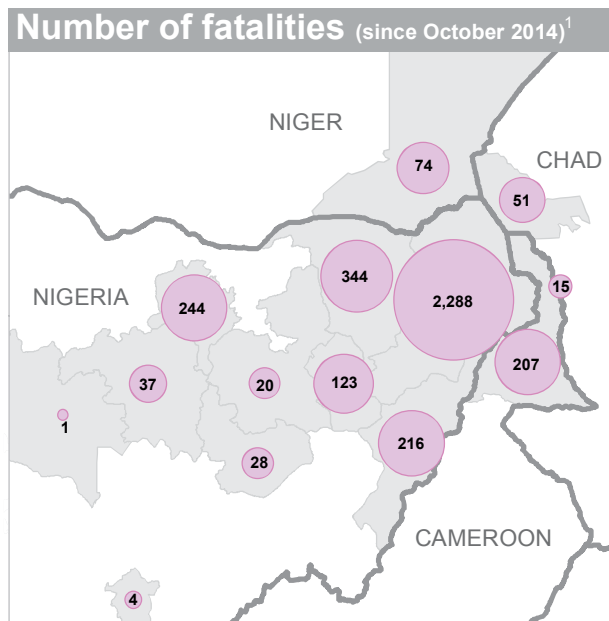 Number of fatalities (since October 2014)1
NIGER
CHAD
74
51
344
15
NIGERIA
244
2,288
207
37
20
123
1
216
28
CAMEROON
4